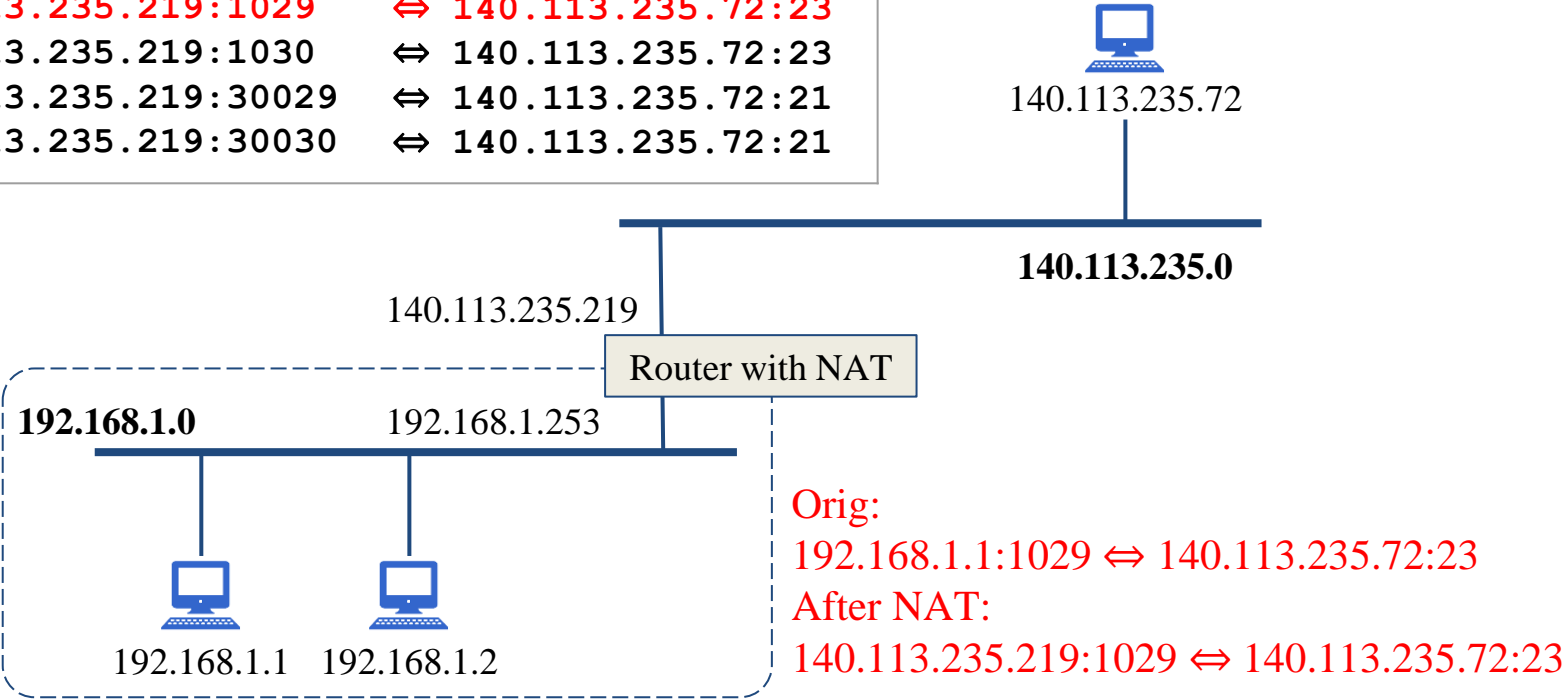 3.235.219:1029 ⇔ 140.113.235.72:23
3.235.219:1030 ⇔ 140.113.235.72:23
3.235.219:30029 ⇔ 140.113.235.72:21
3.235.219:30030 ⇔ 140.113.235.72:21
140.113.235.72
140.113.235.0
140.113.235.219
Router with NAT
192.168.1.0
192.168.1.253
192.168.1.1
192.168.1.2
Orig:
192.168.1.1:1029 ⇔ 140.113.235.72:23
After NAT:
140.113.235.219:1029 ⇔ 140.113.235.72:23